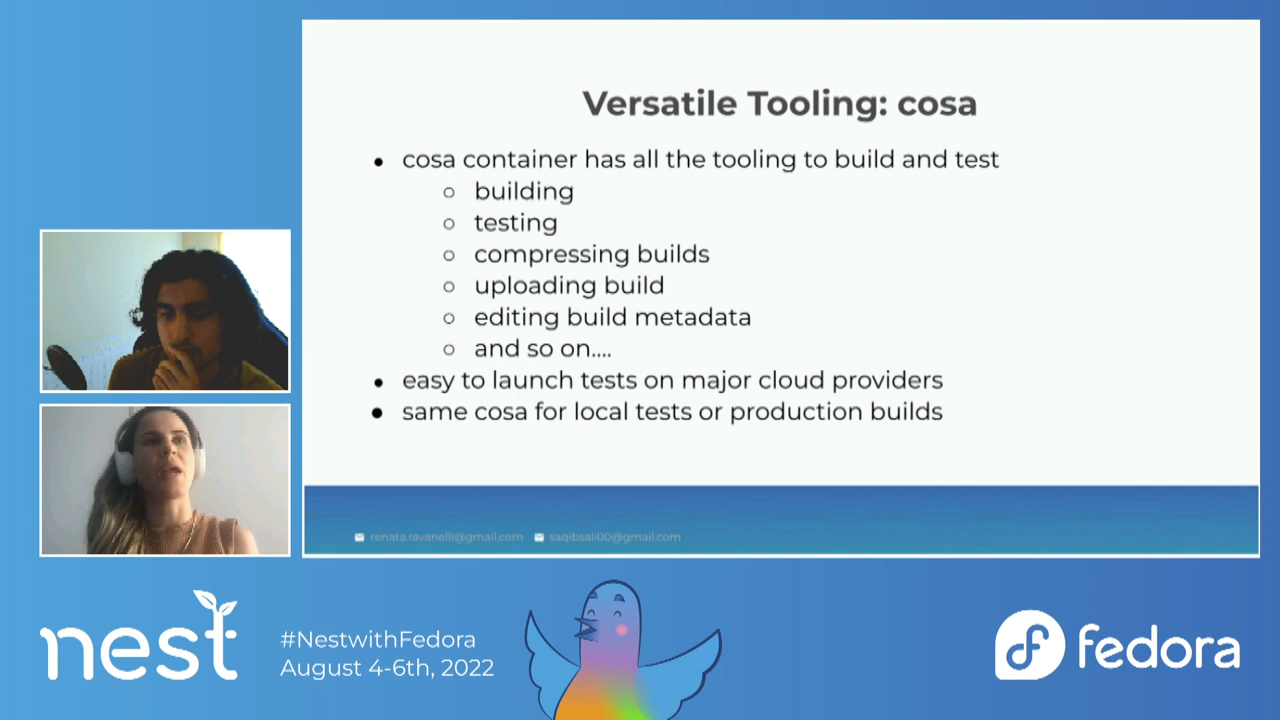 Versatile Tooling: cosa
cosa container has all the tooling to build and test
building
testing
compressing builds
uploading build
editing build metadata
and so on....
easy to launch tests on major cloud providers
same cosa for local tests or production builds
renata.ravanelli@gmail.com saqibsali00@gmail.com
nest
#NestwithFedora
August 4-6th, 2022
fedora